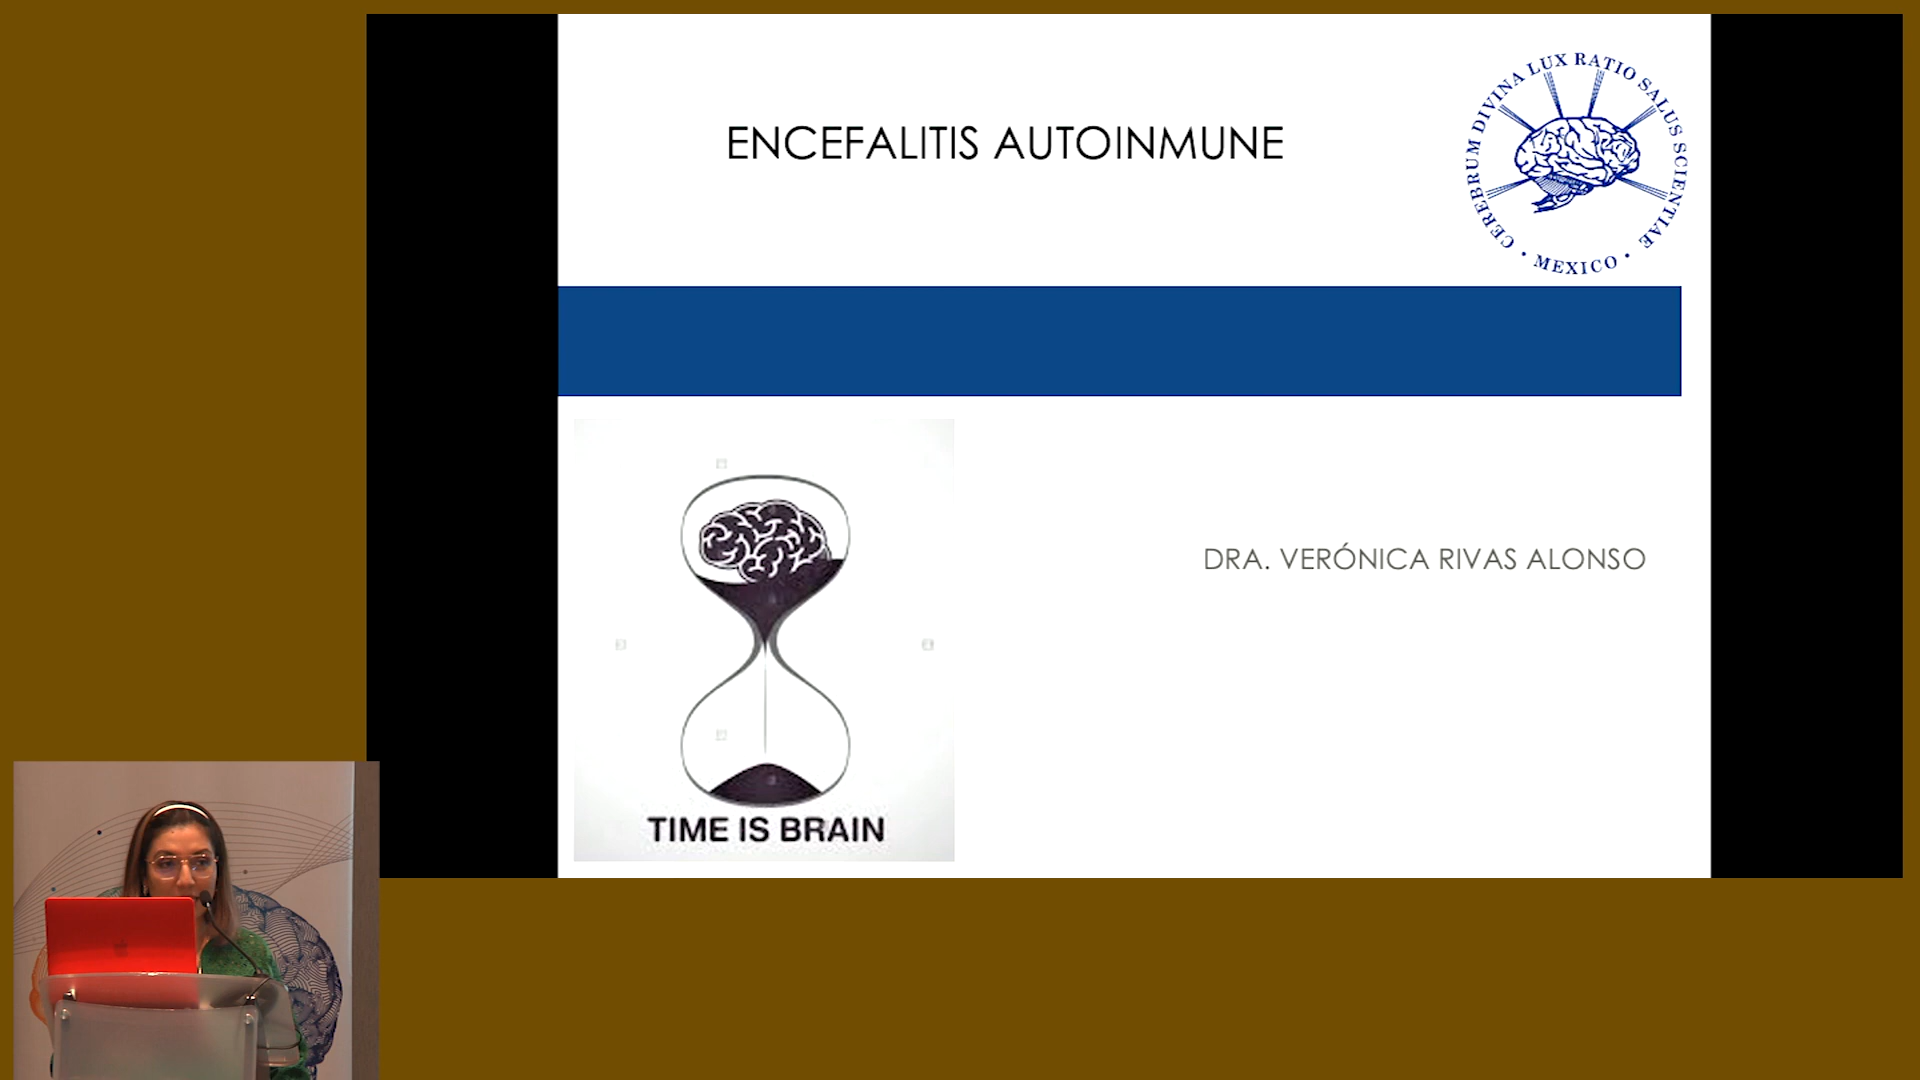 ENCEFALITIS AUTOINMUNE
CEREBRUM DIVINA LUX RATIO SALUS SCIENTIAE
• MEXICO •
DRA. VERÓNICA RIVAS ALONSO
TIME IS BRAIN